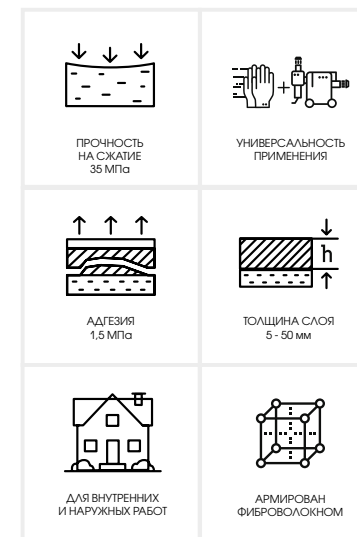 ПРОЧНОСТЬ
НА СЖАТИЕ
35 МПа
УНИВЕРСАЛЬНОСТЬ
ПРИМЕНЕНИЯ
АДГЕЗИЯ
1,5 МПа
h
ТОЛЩИНА СЛОЯ
5 - 50 мм
ДЛЯ ВНУТРЕННИХ
И НАРУЖНЫХ РАБОТ
АРМИРОВАН
ФИБРОВОЛОКНОМ